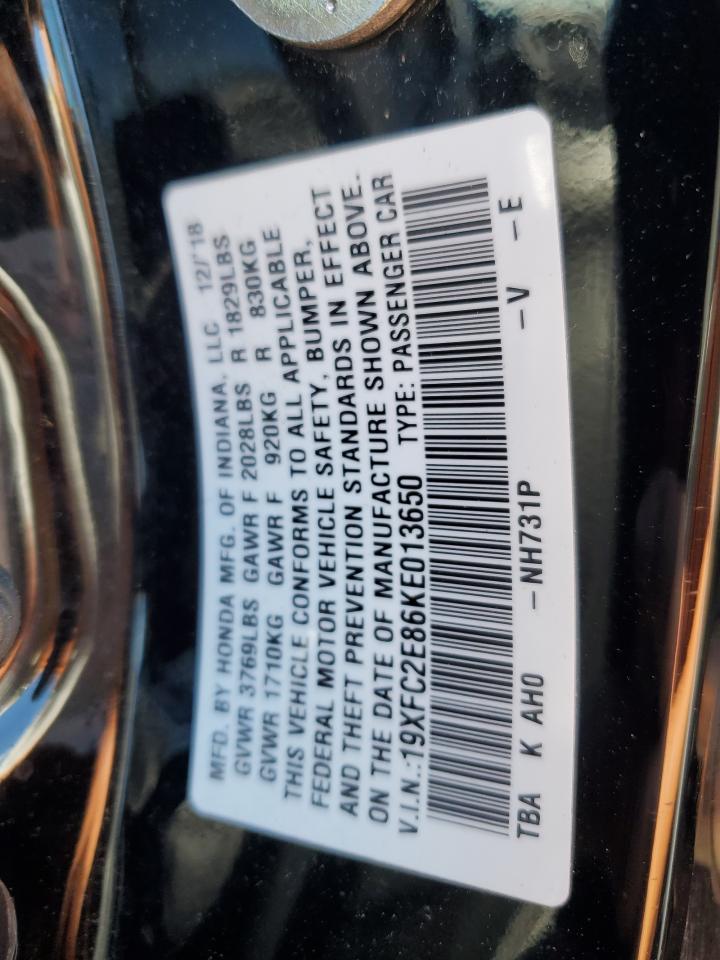 MFD. BY HONDA MFG. OF INDIANA, LLC 12/'18
GVWR 3769LBS GAWR F 2028LBS R 1829LBS
GVWR 1710KG GAWR F 920KG R 830KG
THIS VEHICLE CONFORMS TO ALL APPLICABLE
FEDERAL MOTOR VEHICLE SAFETY, BUMPER,
AND THEFT PREVENTION STANDARDS IN EFFECT
ON THE DATE OF MANUFACTURE SHOWN ABOVE.
V.I.N.:19XFC2E86KE013650 TYPE: PASSENGER CAR
TBA K AH0 -NH731P -V -E